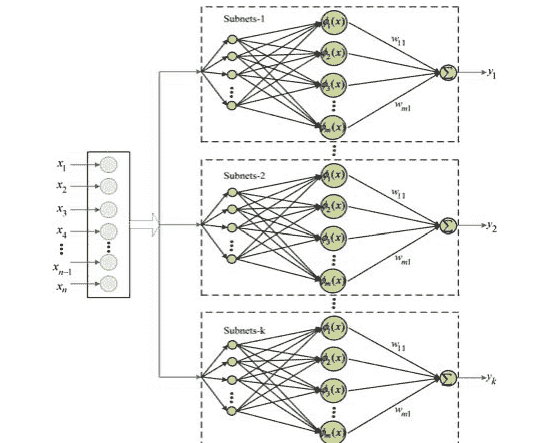 Subnets-1
ϕ₁(x)
ϕ₂(x)
ϕ₃(x)
ϕₘ(x)
w₁₁
wₘ₁
Σ
y₁
x₁
x₂
x₃
x₄
xₙ₋₁
xₙ
Subnets-2
ϕ₁(x)
ϕ₂(x)
ϕ₃(x)
ϕₘ(x)
w₁₁
wₘ₁
Σ
y₂
Subnets-k
ϕ₁(x)
ϕ₂(x)
ϕ₃(x)
ϕₘ(x)
w₁₁
wₘ₁
Σ
yₖ